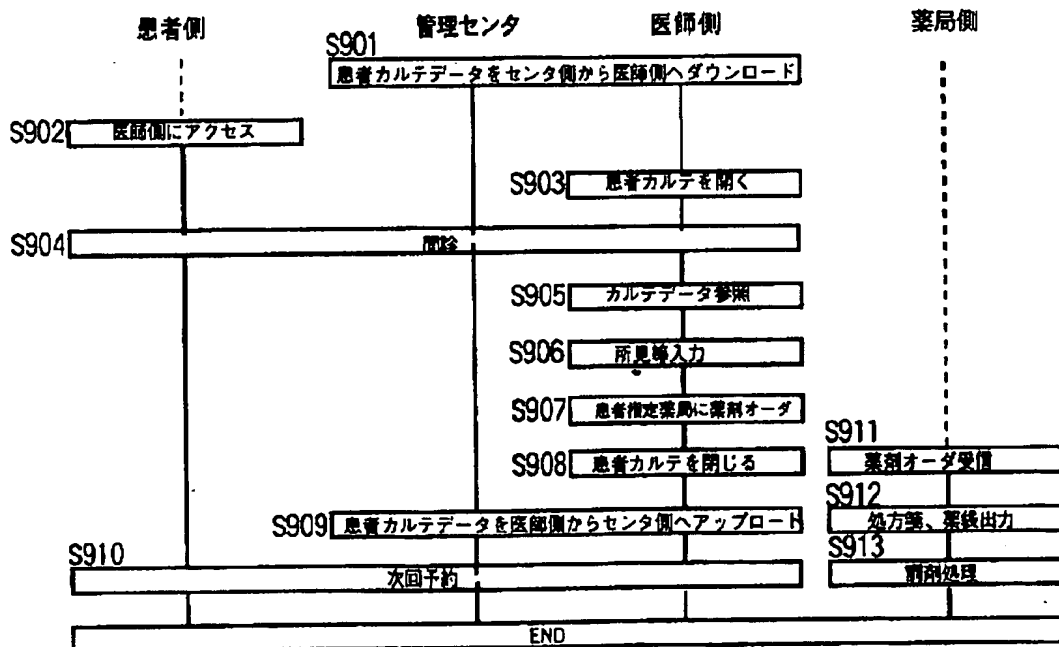 患者側 管理センタ 医師側 薬局側
S901
患者カルテデータをセンタ側から医師側へダウンロード
S902 医師側にアクセス
S903 患者カルテを開く
S904 問診
S905 カルテデータ参照
S906 所見等入力
S907 患者指定薬局に薬剤オーダ
S911
S908 患者カルテを閉じる 薬剤オーダ受信
S912
S909 患者カルテデータを医師側からセンタ側へアップロード 処方箋、薬袋出力
S910 S913
次回予約 調剤処理
END